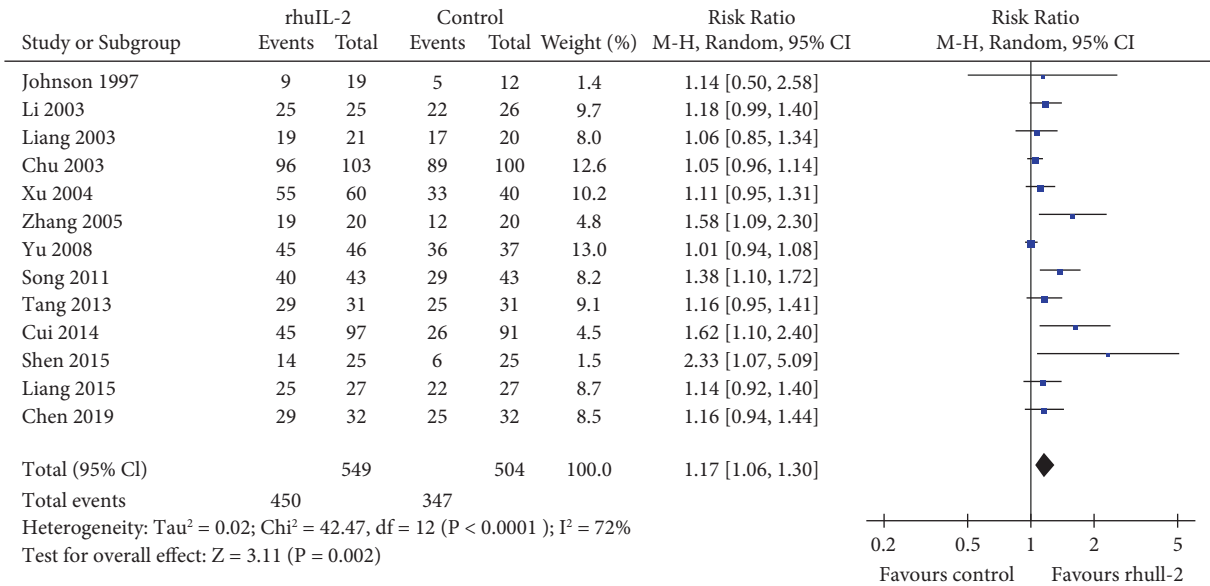 rhuIL-2 Control Risk Ratio Risk Ratio
Study or Subgroup Events Total Events Total Weight (%) M-H, Random, 95% CI M-H, Random, 95% CI
Johnson 1997 9 19 5 12 1.4 1.14 [0.50, 2.58]
Li 2003 25 25 22 26 9.7 1.18 [0.99, 1.40]
Liang 2003 19 21 17 20 8.0 1.06 [0.85, 1.34]
Chu 2003 96 103 89 100 12.6 1.05 [0.96, 1.14]
Xu 2004 55 60 33 40 10.2 1.11 [0.95, 1.31]
Zhang 2005 19 20 12 20 4.8 1.58 [1.09, 2.30]
Yu 2008 45 46 36 37 13.0 1.01 [0.94, 1.08]
Song 2011 40 43 29 43 8.2 1.38 [1.10, 1.72]
Tang 2013 29 31 25 31 9.1 1.16 [0.95, 1.41]
Cui 2014 45 97 26 91 4.5 1.62 [1.10, 2.40]
Shen 2015 14 25 6 25 1.5 2.33 [1.07, 5.09]
Liang 2015 25 27 22 27 8.7 1.14 [0.92, 1.40]
Chen 2019 29 32 25 32 8.5 1.16 [0.94, 1.44]
Total (95% Cl) 549 504 100.0 1.17 [1.06, 1.30]
Total events 450 347
Heterogeneity: Tau² = 0.02; Chi² = 42.47, df = 12 (P < 0.0001 ); I² = 72%
Test for overall effect: Z = 3.11 (P = 0.002)
0.2 0.5 1 2 5
Favours control Favours rhull-2